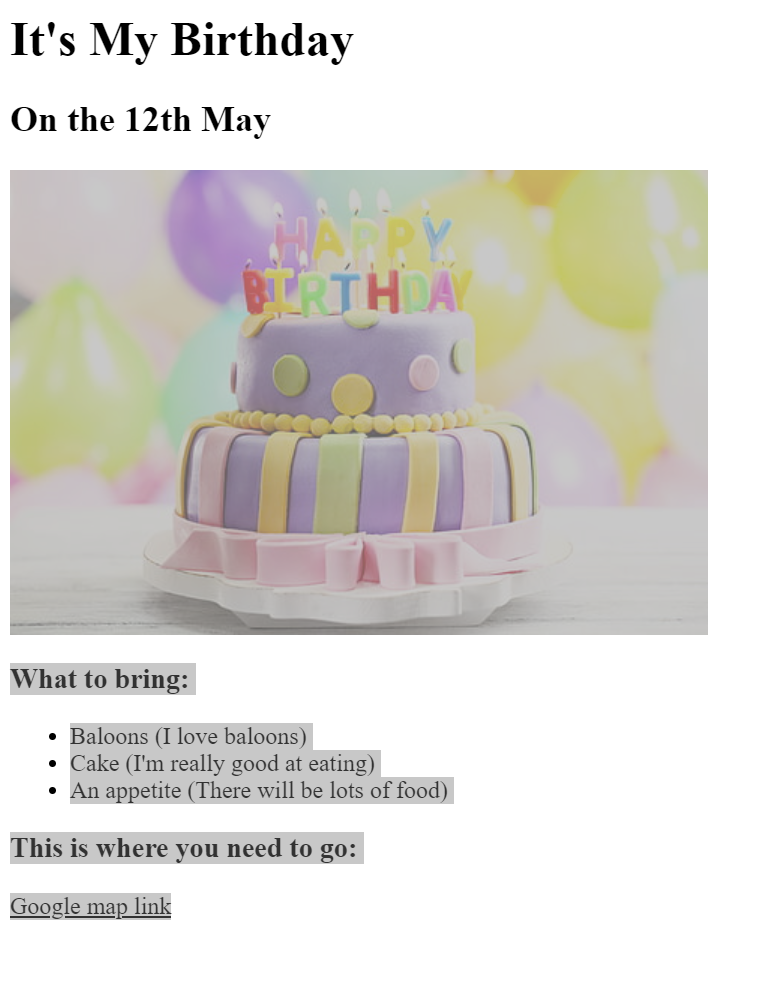 It's My Birthday
On the 12th May
HAPPY
BIRTHDAY
What to bring:
Baloons (I love baloons)
Cake (I'm really good at eating)
An appetite (There will be lots of food)
This is where you need to go:
Google map link